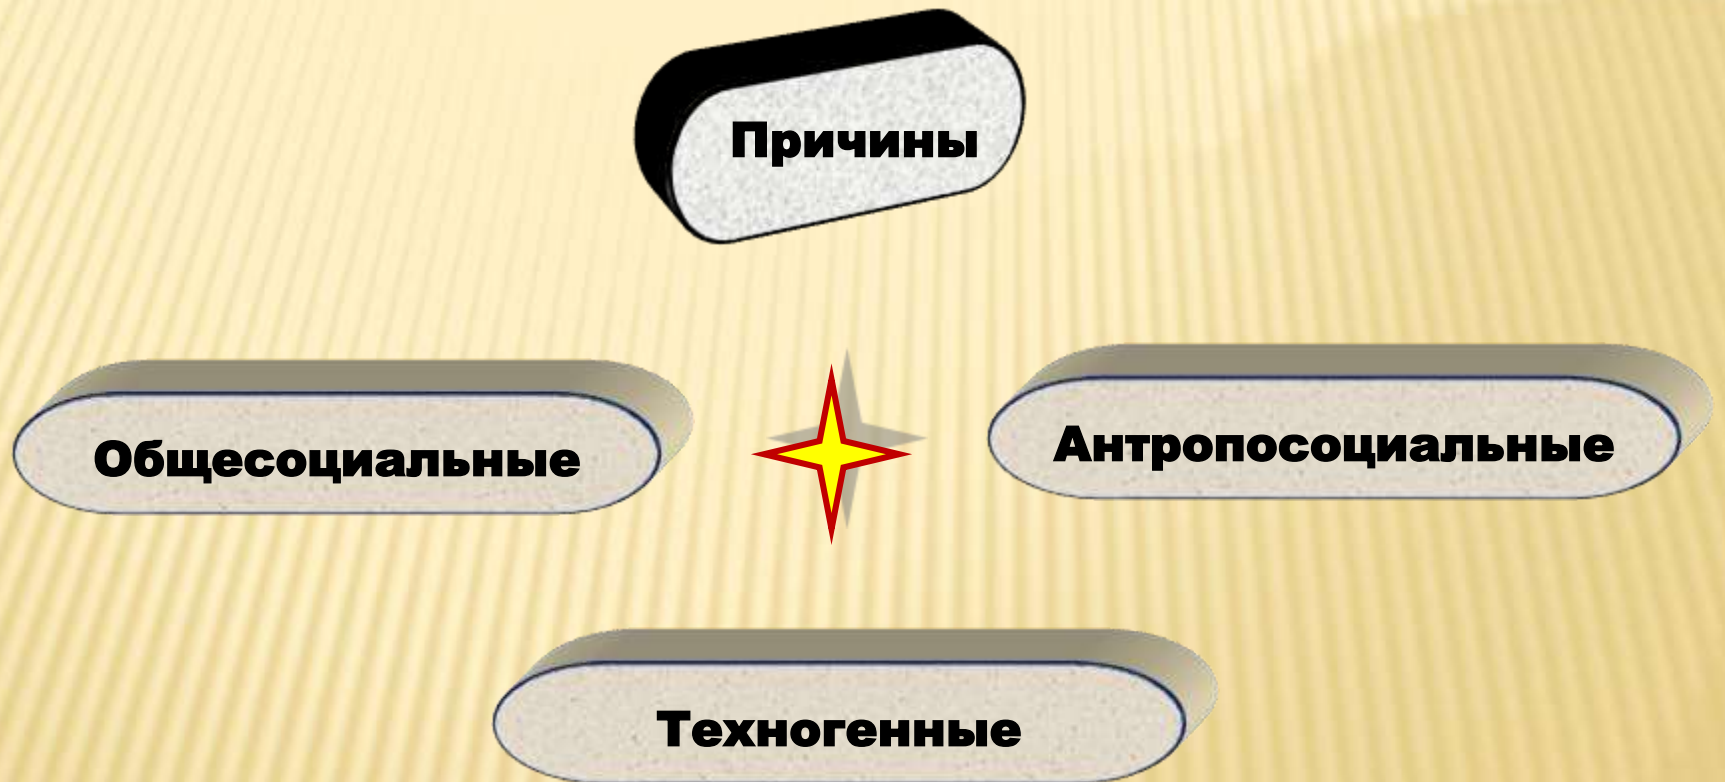 Причины
Общесоциальные
Антропосоциальные
Техногенные